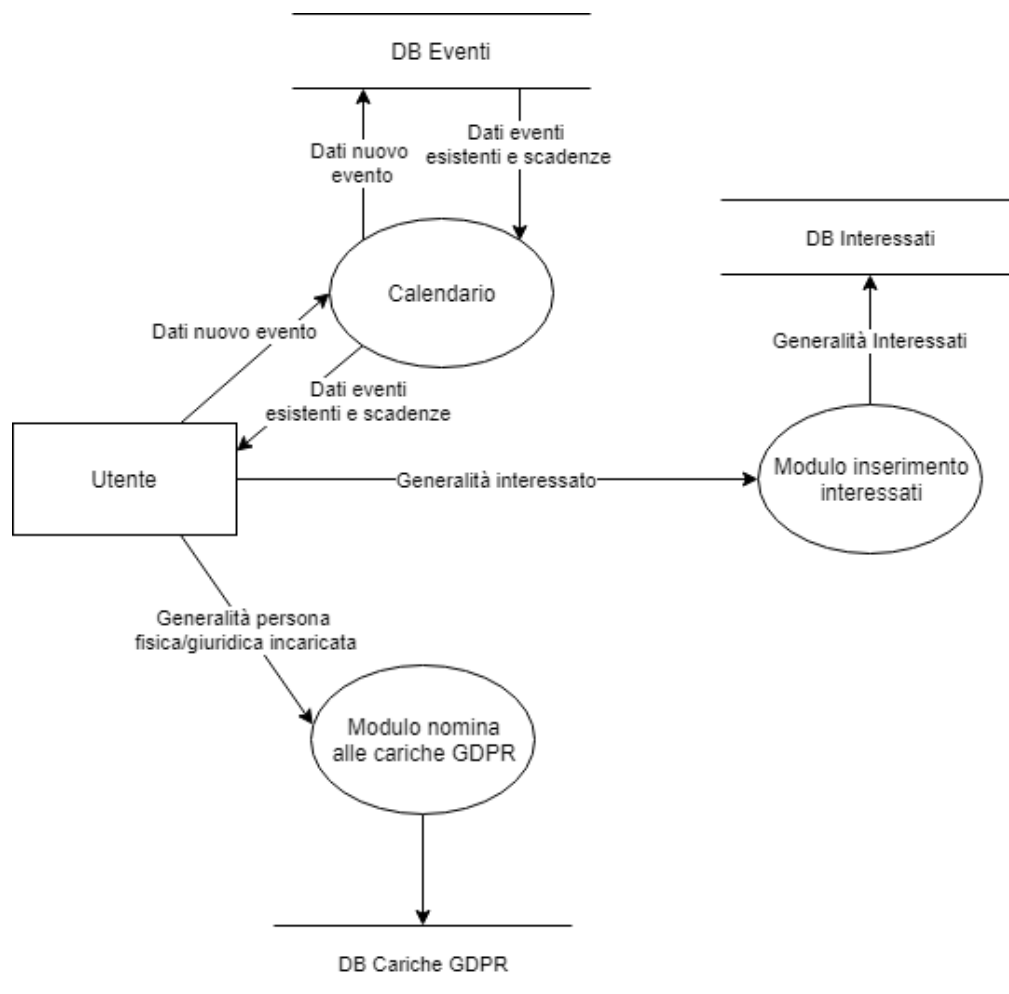 DB Eventi
Dati eventi
esistenti e scadenze
Dati nuovo
evento
DB Interessati
Calendario
Dati nuovo evento
Generalità Interessati
Dati eventi
esistenti e scadenze
Utente
Generalità interessato
Modulo inserimento
interessati
Generalità persona
fisica/giuridica incaricata
Modulo nomina
alle cariche GDPR
DB Cariche GDPR